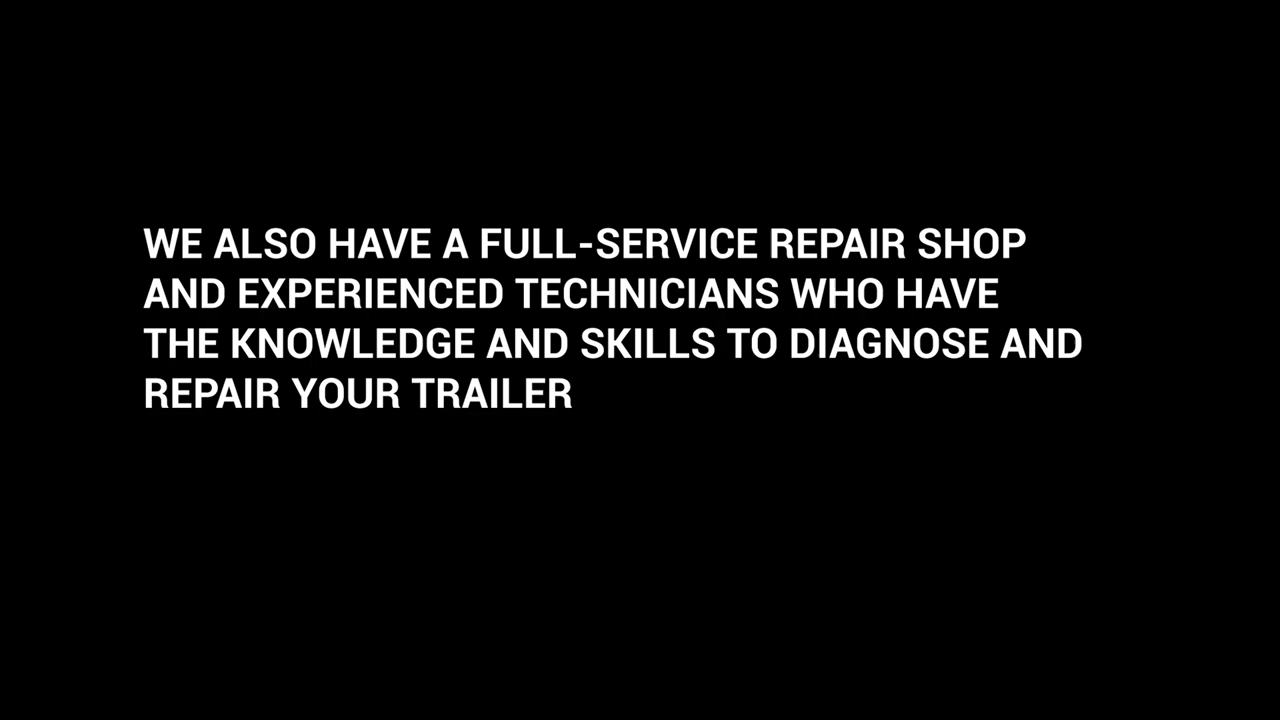 WE ALSO HAVE A FULL-SERVICE REPAIR SHOP
AND EXPERIENCED TECHNICIANS WHO HAVE
THE KNOWLEDGE AND SKILLS TO DIAGNOSE AND
REPAIR YOUR TRAILER